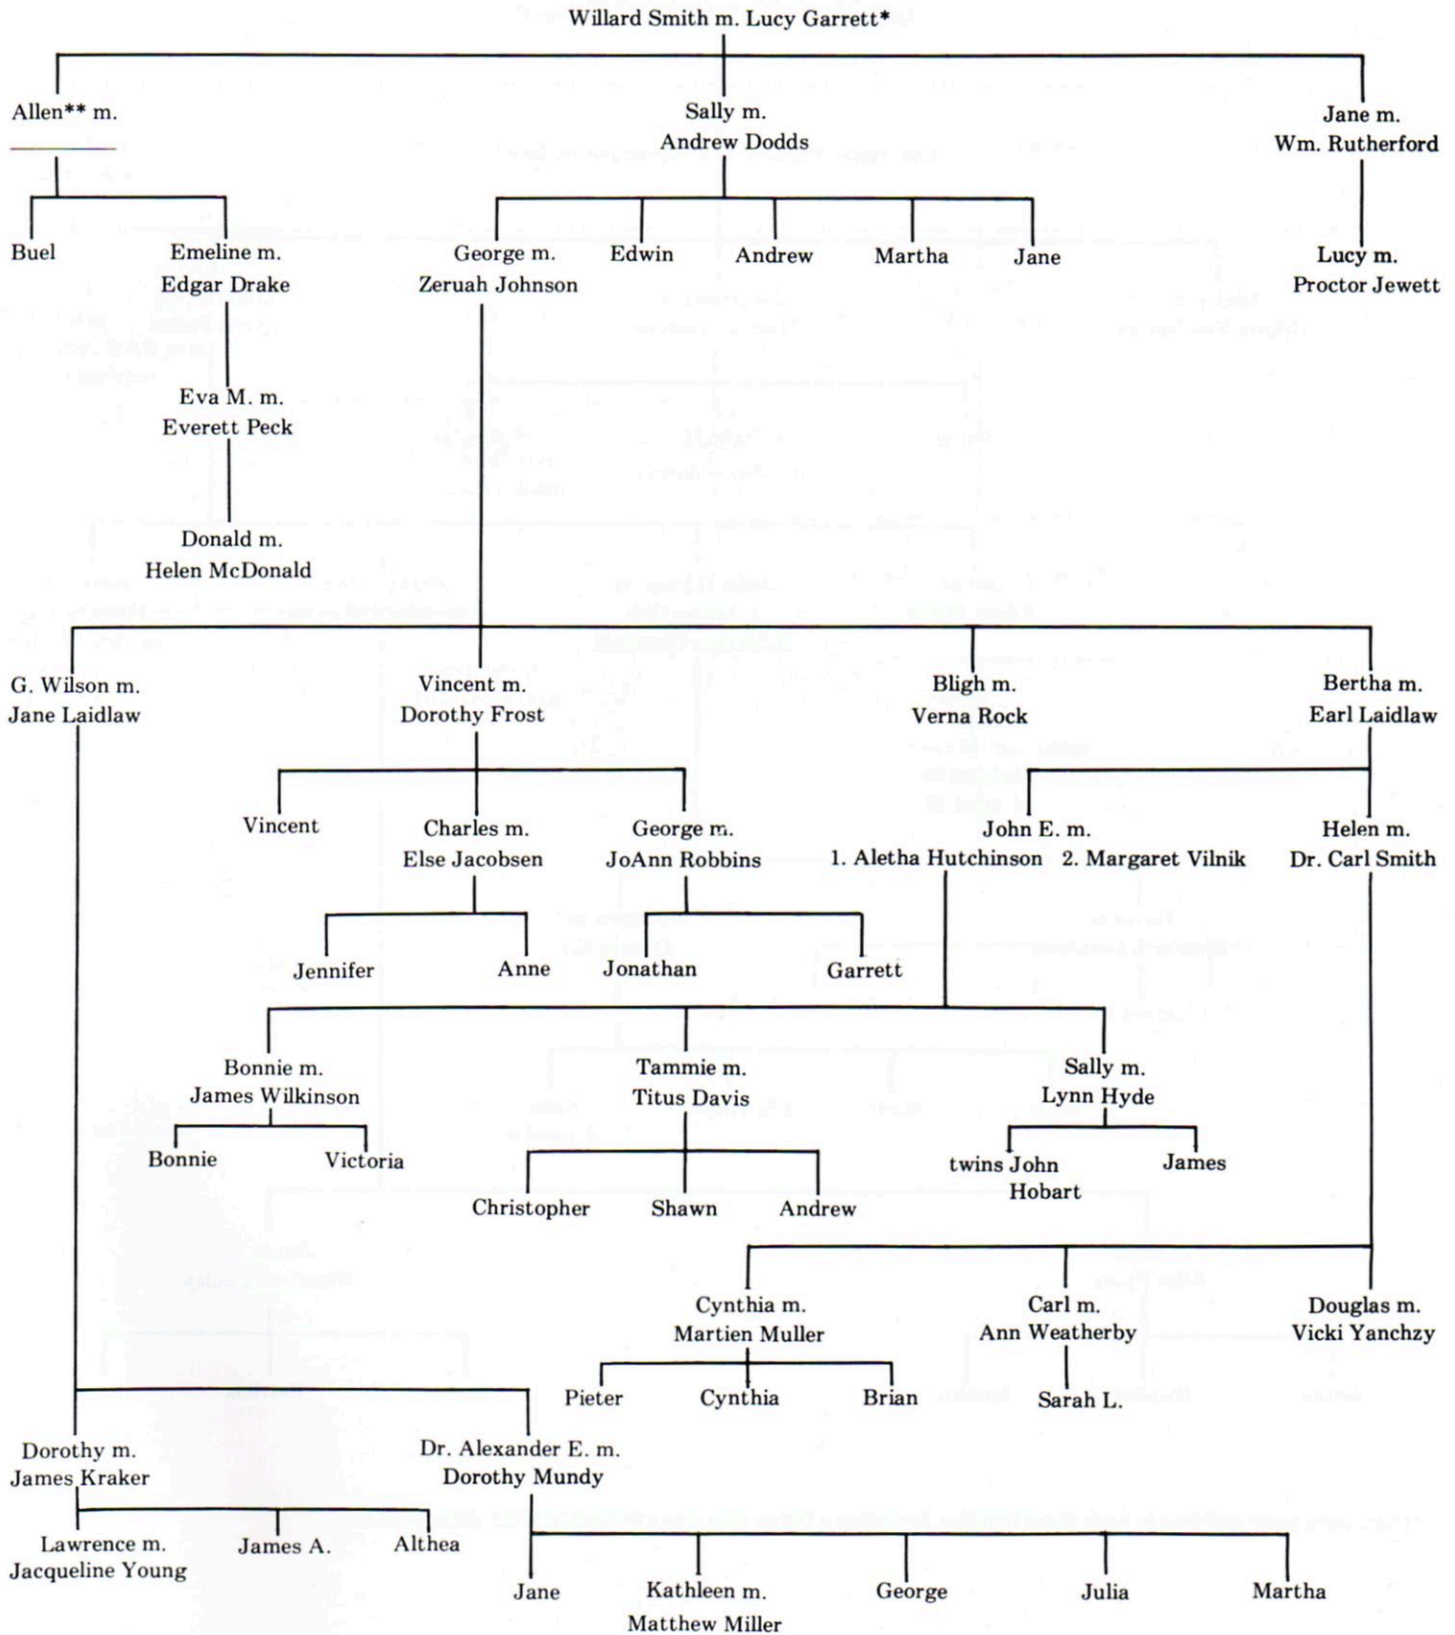 Willard Smith m. Lucy Garrett*
Allen** m.
Sally m.
Andrew Dodds
Jane m.
Wm. Rutherford
Buel
Emeline m.
Edgar Drake
George m.
Zeruah Johnson
Edwin
Andrew
Martha
Jane
Lucy m.
Proctor Jewett
Eva M. m.
Everett Peck
Donald m.
Helen McDonald
G. Wilson m.
Jane Laidlaw
Vincent m.
Dorothy Frost
Bligh m.
Verna Rock
Bertha m.
Earl Laidlaw
Vincent
Charles m.
Else Jacobsen
George m.
JoAnn Robbins
John E. m.
1. Aletha Hutchinson 2. Margaret Vilnik
Helen m.
Dr. Carl Smith
Jennifer
Anne
Jonathan
Garrett
Bonnie m.
James Wilkinson
Tammie m.
Titus Davis
Sally m.
Lynn Hyde
Bonnie
Victoria
Christopher
Shawn
Andrew
twins John
Hobart
James
Cynthia m.
Martien Muller
Carl m.
Ann Weatherby
Douglas m.
Vicki Yanchzy
Pieter
Cynthia
Brian
Sarah L.
Dorothy m.
James Kraker
Dr. Alexander E. m.
Dorothy Mundy
Lawrence m.
Jacqueline Young
James A.
Althea
Jane
Kathleen m.
Matthew Miller
George
Julia
Martha